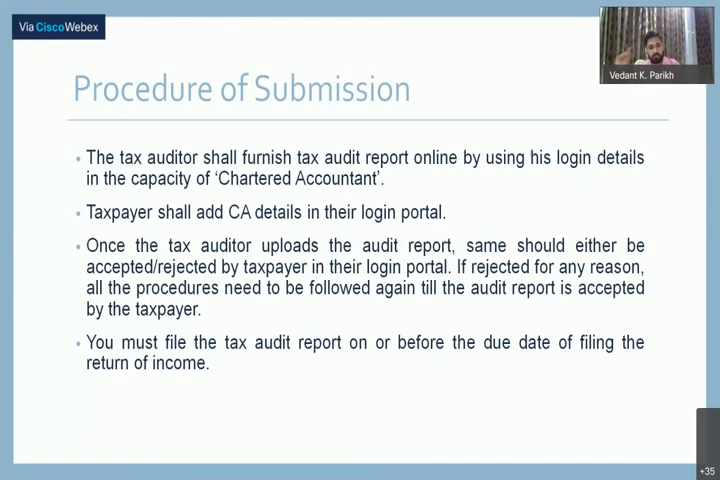 Via CiscoWebex
Vedant K. Parikh
Procedure of Submission
• The tax auditor shall furnish tax audit report online by using his login details
in the capacity of ‘Chartered Accountant’.
• Taxpayer shall add CA details in their login portal.
• Once the tax auditor uploads the audit report, same should either be
accepted/rejected by taxpayer in their login portal. If rejected for any reason,
all the procedures need to be followed again till the audit report is accepted
by the taxpayer.
• You must file the tax audit report on or before the due date of filing the
return of income.
+35